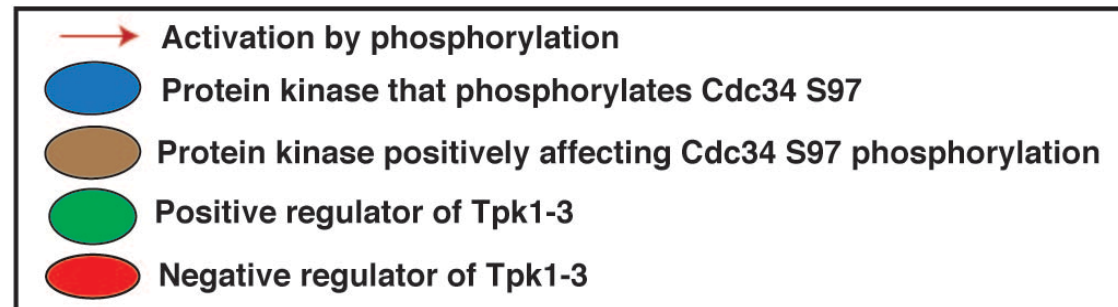 Activation by phosphorylation
Protein kinase that phosphorylates Cdc34 S97
Protein kinase positively affecting Cdc34 S97 phosphorylation
Positive regulator of Tpk1-3
Negative regulator of Tpk1-3